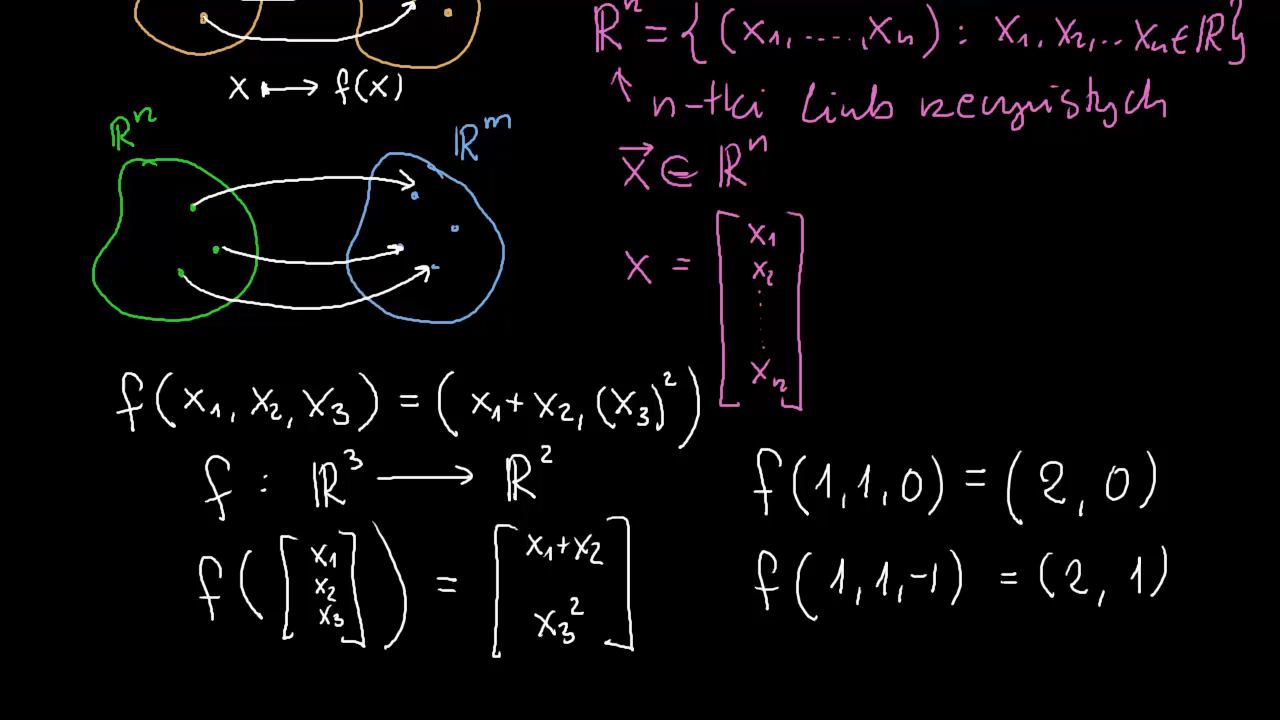 x ↦ f(x)
ℝⁿ
ℝᵐ
f(x₁, x₂, x₃) = (x₁+x₂, (x₃)²)
f : ℝ³ ⟶ ℝ²
f([x₁ x₂ x₃]) = [x₁+x₂ x₃²]
ℝⁿ = {(x₁,....,xₙ) : x₁,x₂,.. xₙ∈ℝ}
↑ n-tki liczb rzeczywistych
x⃗ ∈ ℝⁿ
x = [x₁ x₂ ⋮ xₙ]
f(1,1,0) = (2, 0)
f(1,1,-1) = (2, 1)